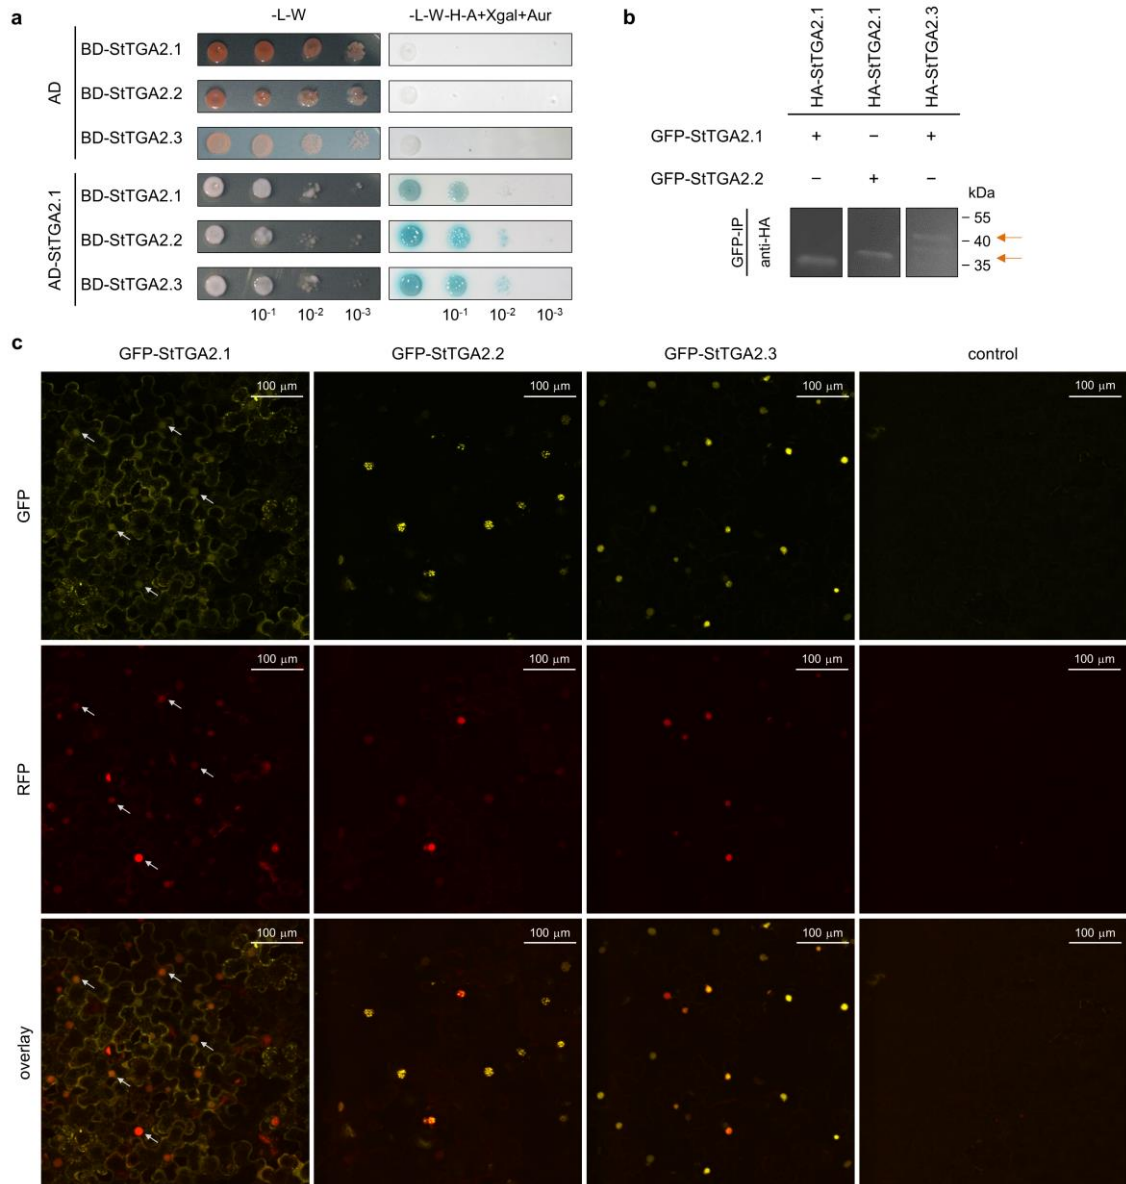 a
-L-W
-L-W-H-A+Xgal+Aur
AD
BD-StTGA2.1
BD-StTGA2.2
BD-StTGA2.3
AD-StTGA2.1
BD-StTGA2.1
BD-StTGA2.2
BD-StTGA2.3
10⁻¹ 10⁻² 10⁻³ 10⁻¹ 10⁻² 10⁻³
b
HA-StTGA2.1
HA-StTGA2.1
HA-StTGA2.3
GFP-StTGA2.1 + – +
GFP-StTGA2.2 – + –
kDa
GFP-IP
anti-HA
55
40
35
c
GFP-StTGA2.1 GFP-StTGA2.2 GFP-StTGA2.3 control
GFP
100 µm 100 µm 100 µm 100 µm
RFP
100 µm 100 µm 100 µm 100 µm
overlay
100 µm 100 µm 100 µm 100 µm